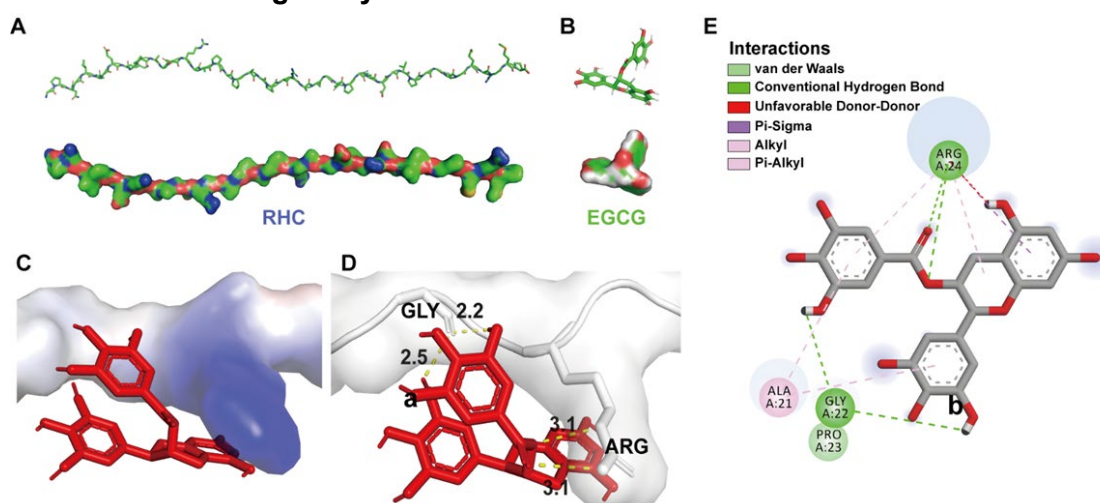 A
B
E
Interactions
van der Waals
Conventional Hydrogen Bond
Unfavorable Donor-Donor
Pi-Sigma
Alkyl
Pi-Alkyl
RHC
EGCG
C
D
GLY
2.2
2.5
a
3.1
ARG
3.1
ARG
A:24
ALA
A:21
GLY
A:22
PRO
A:23
b